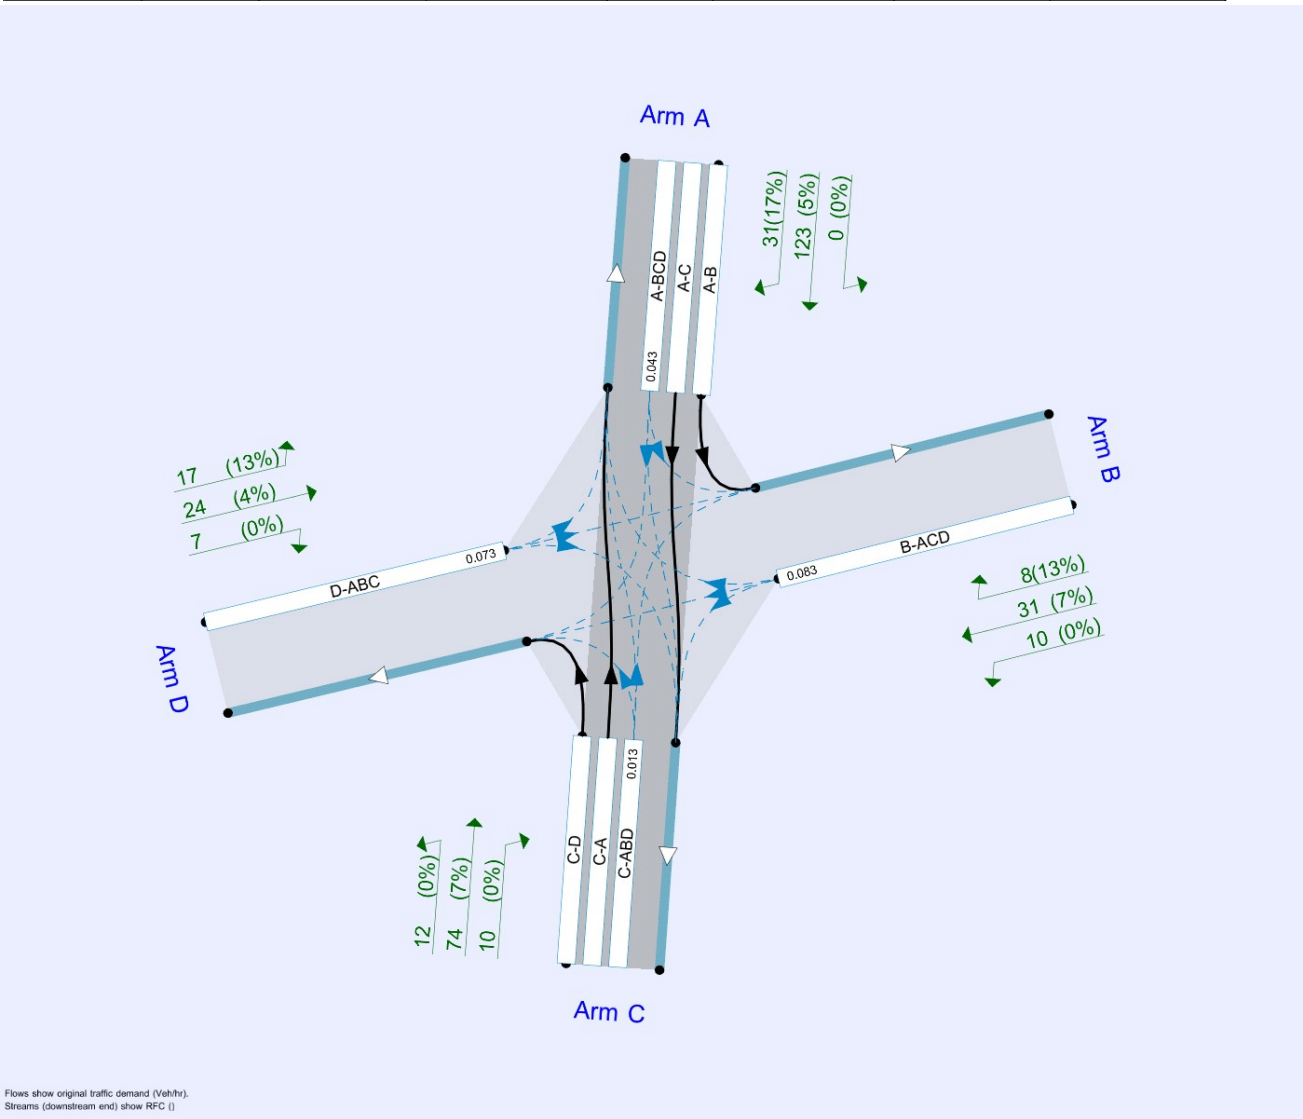 Arm A
31(17%)
123 (5%)
0 (0%)
A-BCD
A-C
A-B
0.043
Arm B
17 (13%)
24 (4%)
7 (0%)
0.073
D-ABC
B-ACD
0.083
8(13%)
31 (7%)
10 (0%)
Arm D
0.013
C-D
C-A
C-ABD
12 (0%)
74 (7%)
10 (0%)
Arm C
Flows show original traffic demand (Veh/hr).
Streams (downstream end) show RFC ()